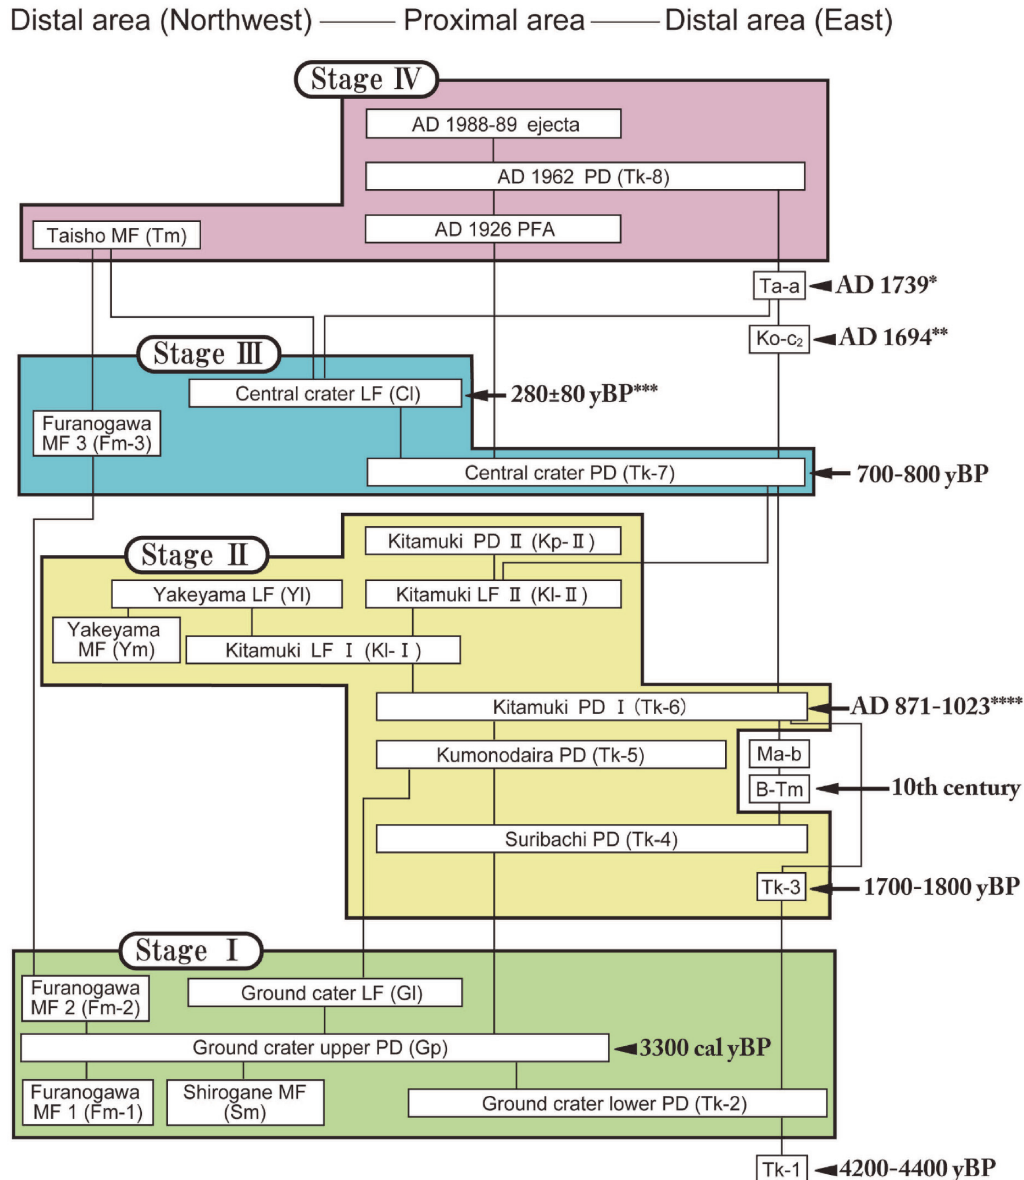 Distal area (Northwest) — Proximal area — Distal area (East)
Stage Ⅳ
AD 1988-89 ejecta
AD 1962 PD (Tk-8)
AD 1926 PFA
Taisho MF (Tm)
Ta-a
AD 1739*
Ko-c₂
AD 1694**
Stage Ⅲ
Central crater LF (Cl)
280±80 yBP***
Furanogawa
MF 3 (Fm-3)
Central crater PD (Tk-7)
700-800 yBP
Stage Ⅱ
Kitamuki PD Ⅱ (Kp-Ⅱ)
Yakeyama LF (Yl)
Kitamuki LF Ⅱ (Kl-Ⅱ)
Yakeyama
MF (Ym)
Kitamuki LF Ⅰ (Kl-Ⅰ)
Kitamuki PD Ⅰ (Tk-6)
AD 871-1023****
Kumonodaira PD (Tk-5)
Ma-b
B-Tm
10th century
Suribachi PD (Tk-4)
Tk-3
1700-1800 yBP
Stage Ⅰ
Furanogawa
MF 2 (Fm-2)
Ground cater LF (Gl)
Ground crater upper PD (Gp)
3300 cal yBP
Furanogawa
MF 1 (Fm-1)
Shirogane MF
(Sm)
Ground crater lower PD (Tk-2)
Tk-1
4200-4400 yBP